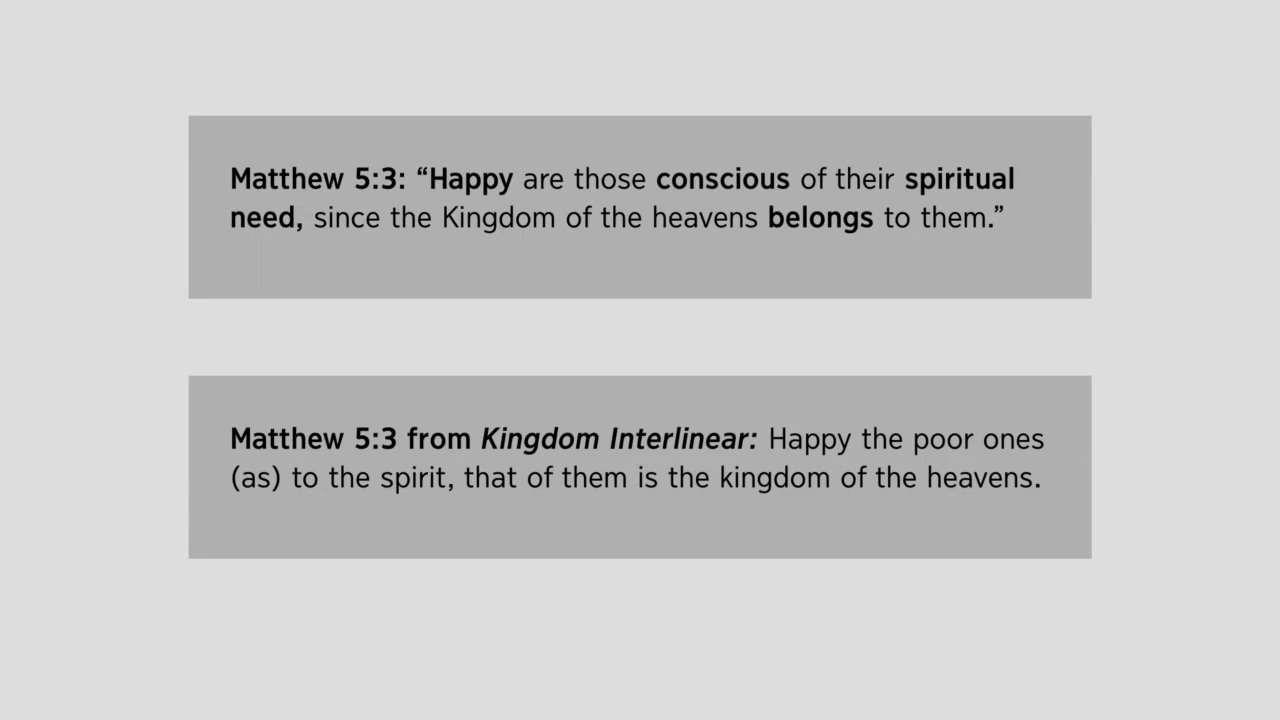 Matthew 5:3: “Happy are those conscious of their spiritual
need, since the Kingdom of the heavens belongs to them.”
Matthew 5:3 from Kingdom Interlinear: Happy the poor ones
(as) to the spirit, that of them is the kingdom of the heavens.